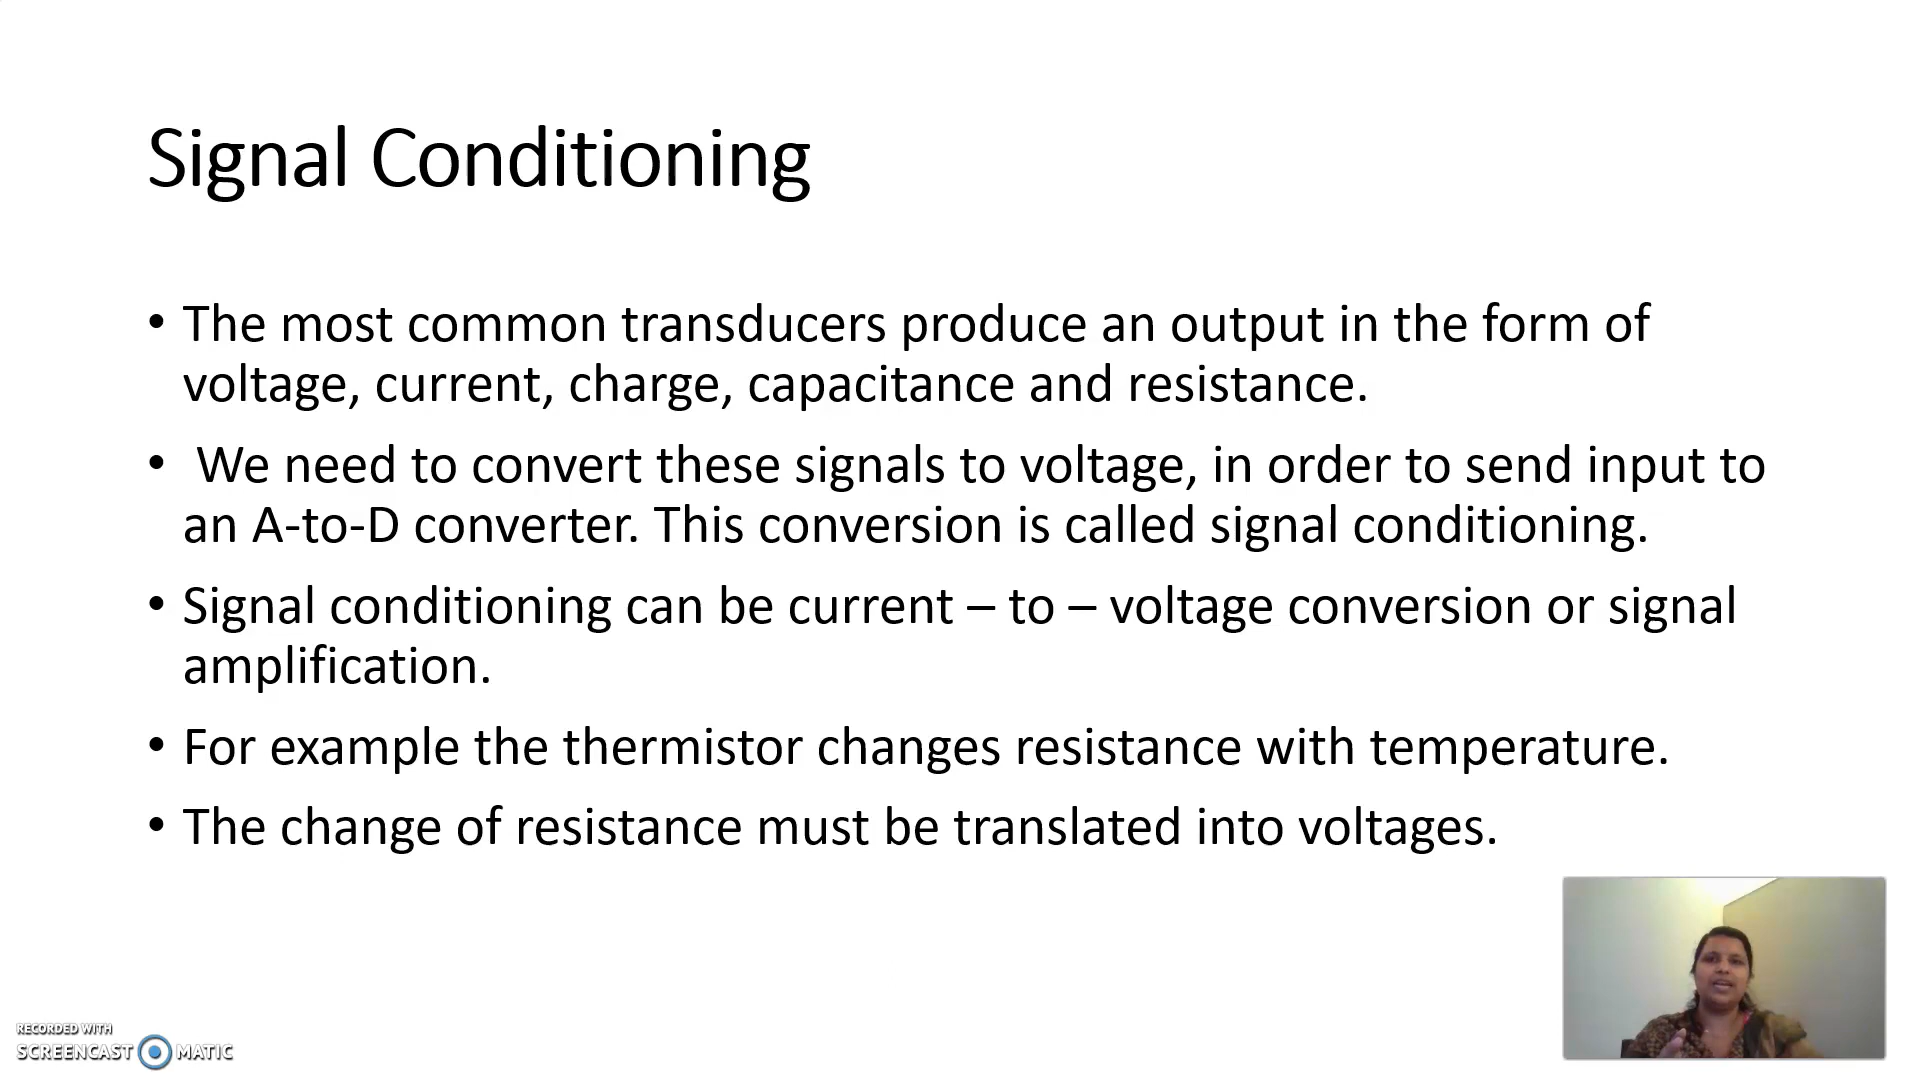 Signal Conditioning
• The most common transducers produce an output in the form of
voltage, current, charge, capacitance and resistance.
• We need to convert these signals to voltage, in order to send input to
an A-to-D converter. This conversion is called signal conditioning.
• Signal conditioning can be current – to – voltage conversion or signal
amplification.
• For example the thermistor changes resistance with temperature.
• The change of resistance must be translated into voltages.
RECORDED WITH
SCREENCAST MATIC